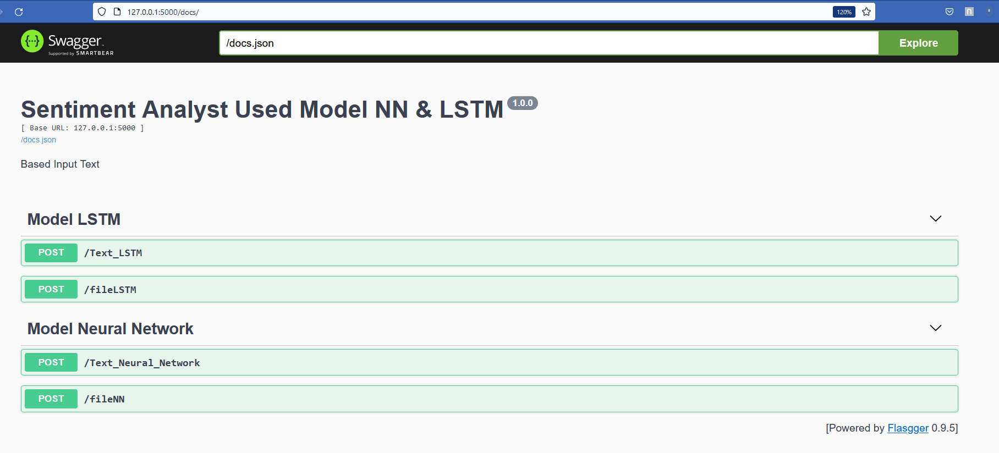 127.0.0.1:5000/docs/
120%
n
{...}
Swagger™
Supported by SMARTBEAR
/docs.json
Explore
Sentiment Analyst Used Model NN & LSTM 1.0.0
[ Base URL: 127.0.0.1:5000 ]
/docs.json
Based Input Text
Model LSTM
POST /Text_LSTM
POST /fileLSTM
Model Neural Network
POST /Text_Neural_Network
POST /fileNN
[Powered by Flasgger 0.9.5]